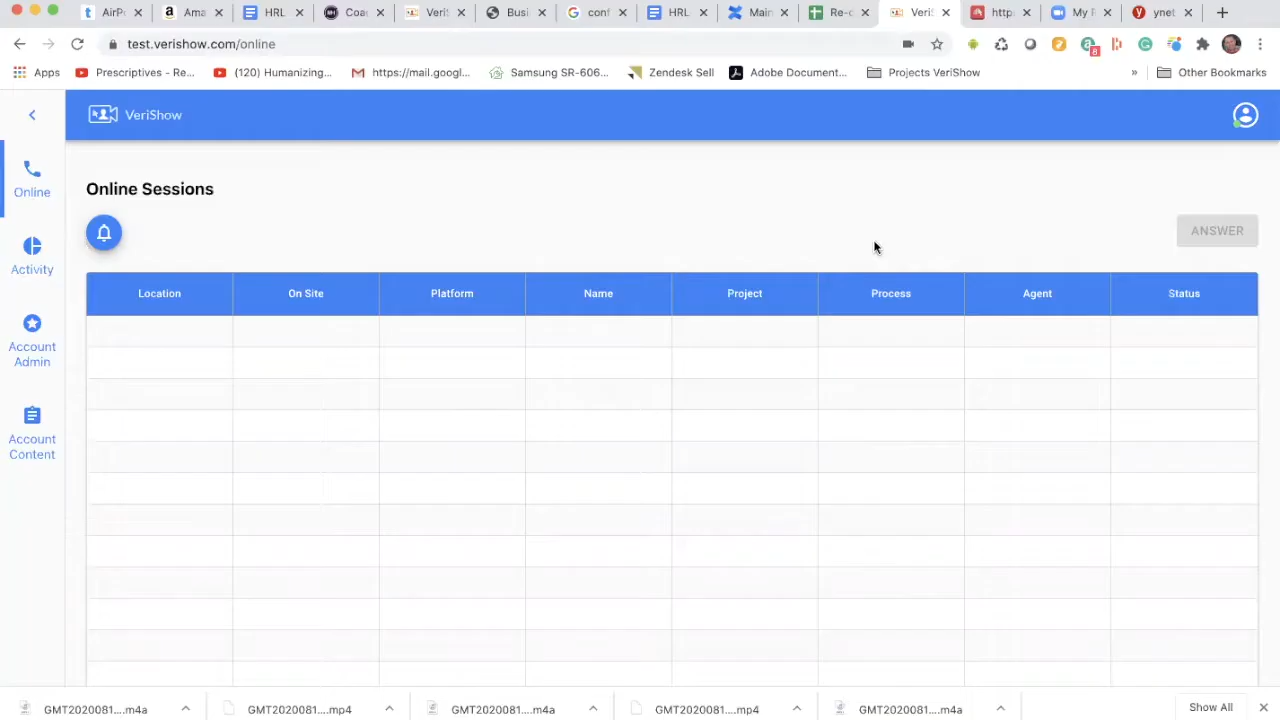 AirP
Ama
HRL
Coa
VeriS
Busi
conf
HRL
Main
Re-c
VeriS
http
My P
ynet
test.verishow.com/online
8
Apps
Prescriptives - Re...
(120) Humanizing...
https://mail.googl...
Samsung SR-606...
Zendesk Sell
Adobe Document...
Projects VeriShow
»
Other Bookmarks
VeriShow
Online
Activity
Account
Admin
Account
Content
Online Sessions
ANSWER
Location On Site Platform Name Project Process Agent Status
GMT2020081....m4a
GMT2020081....mp4
GMT2020081....m4a
GMT2020081....mp4
GMT2020081....m4a
Show All